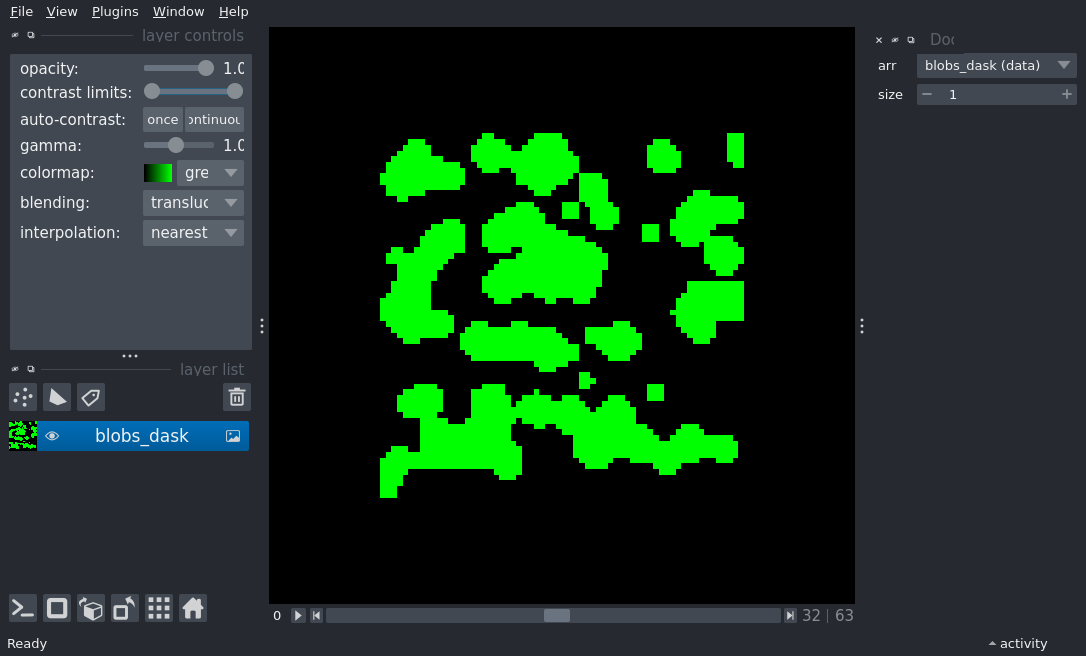 File View Plugins Window Help
layer controls
opacity: 1.0
contrast limits:
auto-contrast: once ontinuou
gamma: 1.0
colormap: gre
blending: transluc
interpolation: nearest
layer list
blobs_dask
0 32 | 63
Ready
activity
Doc
arr blobs_dask (data)
size 1